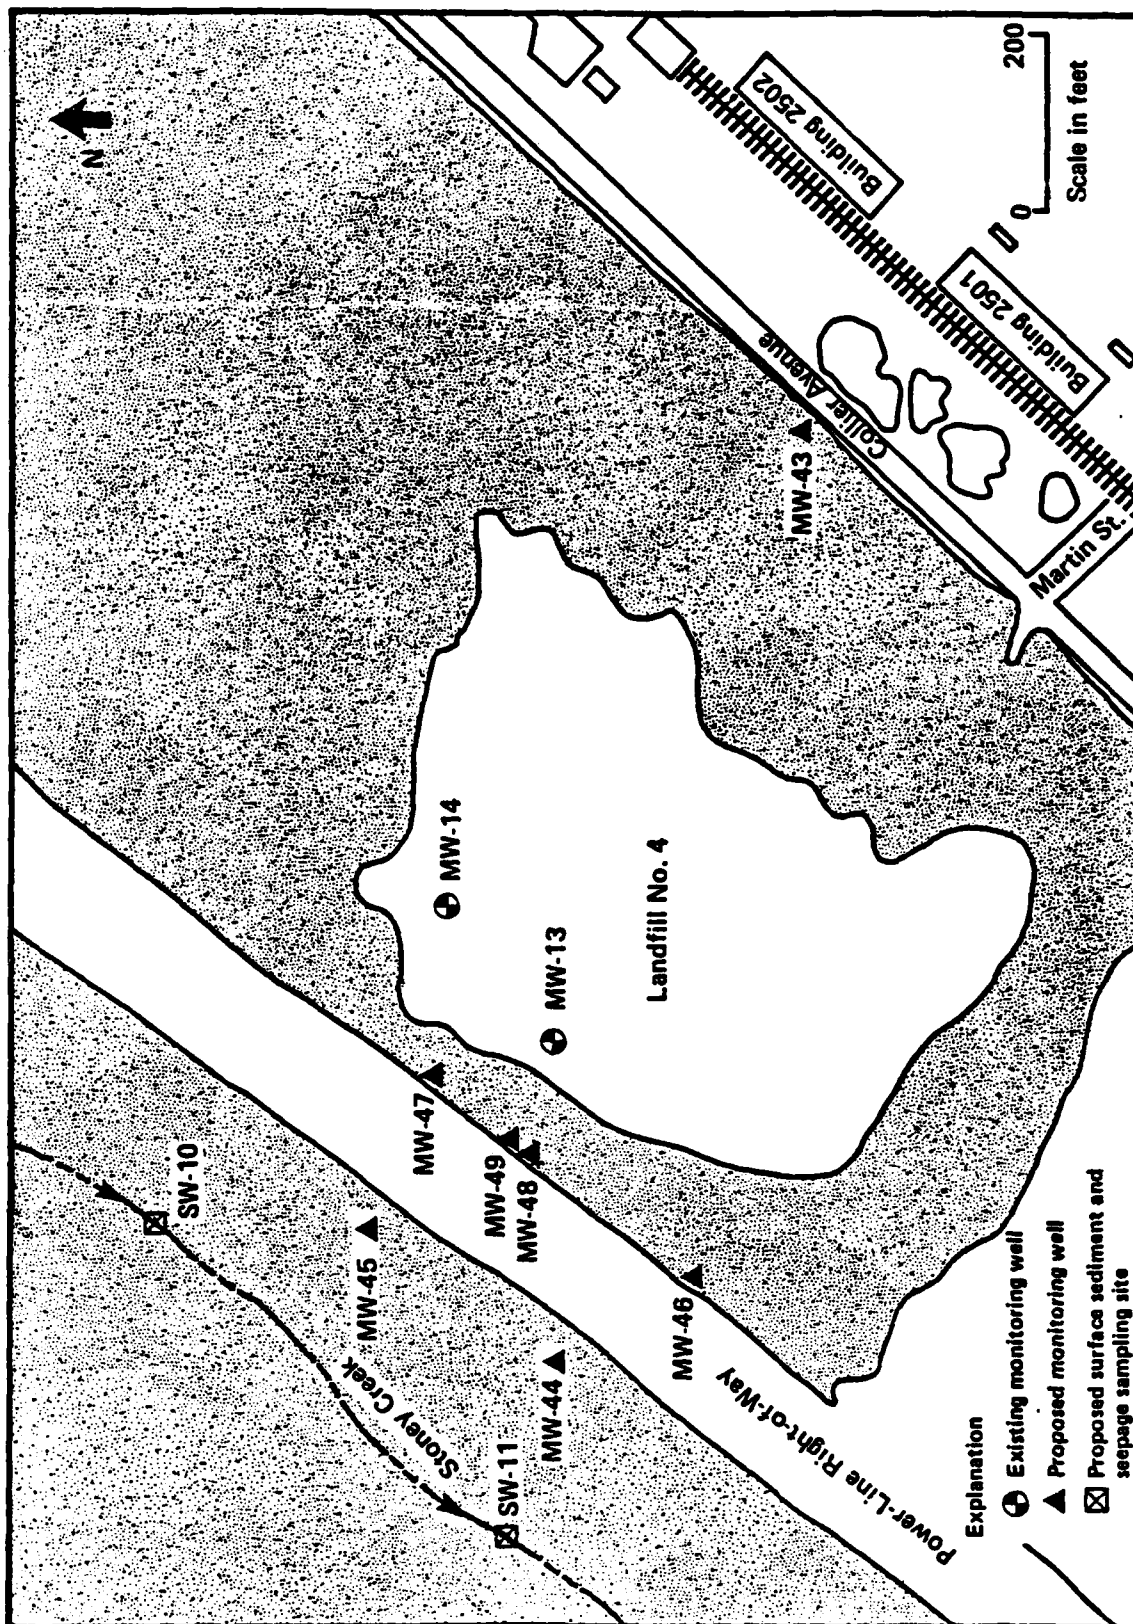 N
Building 2502
200
0
Scale in feet
Building 2501
Collier Avenue
MW-43
Martin St.
MW-14
MW-13
Landfill No. 4
MW-47
SW-10
MW-49
MW-48
MW-45
MW-46
MW-44
Stoney Creek
SW-11
Power-Line Right-of-Way
Explanation
Existing monitoring well
Proposed monitoring well
Proposed surface sediment and
seepage sampling site